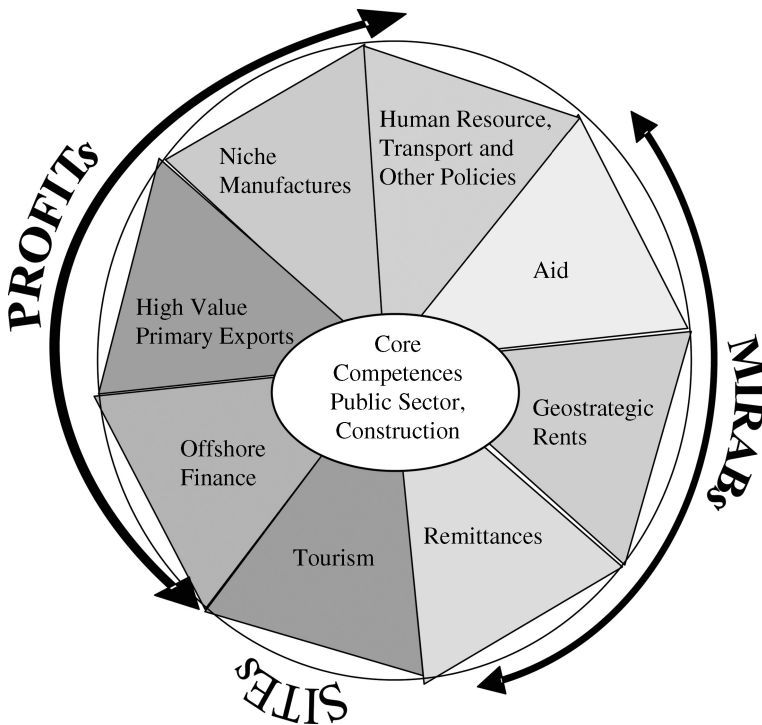 PROFITs
Niche
Manufactures
Human Resource,
Transport and
Other Policies
Aid
High Value
Primary Exports
Core
Competences
Public Sector,
Construction
Geostrategic
Rents
MIRABs
Offshore
Finance
Tourism
Remittances
SITEs